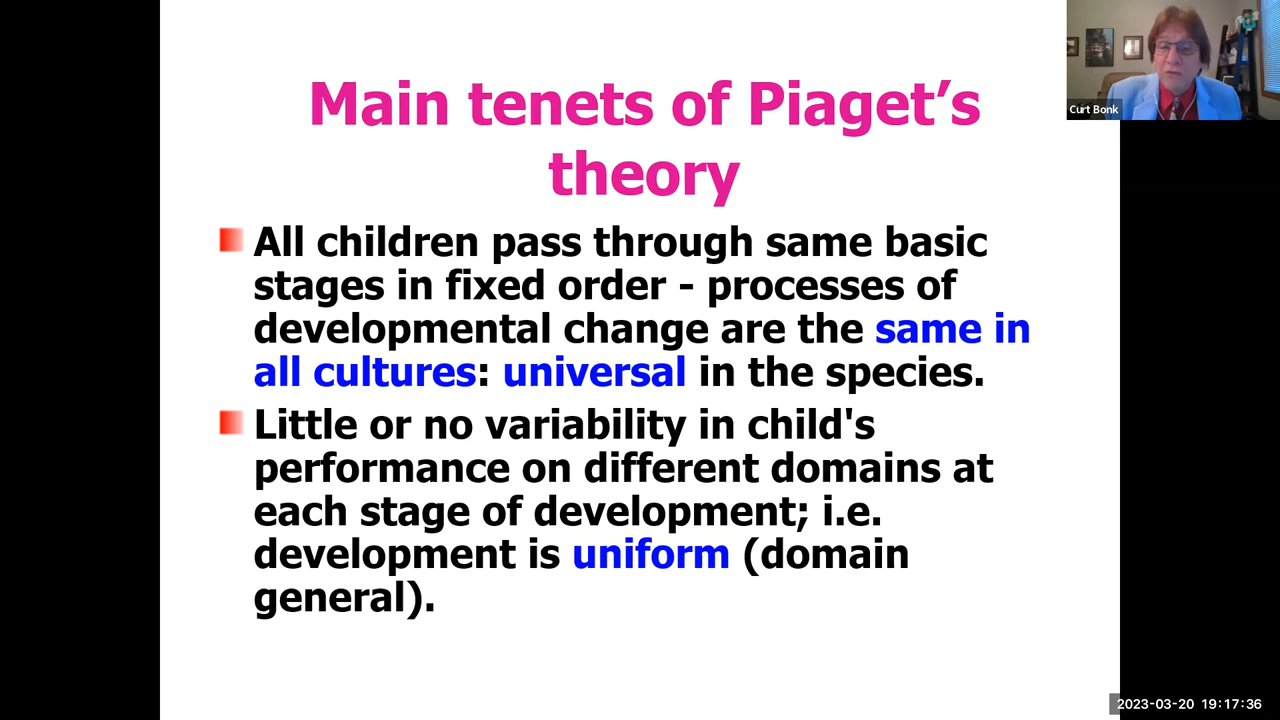 Main tenets of Piaget’s
theory
All children pass through same basic
stages in fixed order - processes of
developmental change are the same in
all cultures: universal in the species.
Little or no variability in child's
performance on different domains at
each stage of development; i.e.
development is uniform (domain
general).
Curt Bonk
2023-03-20 19:17:36